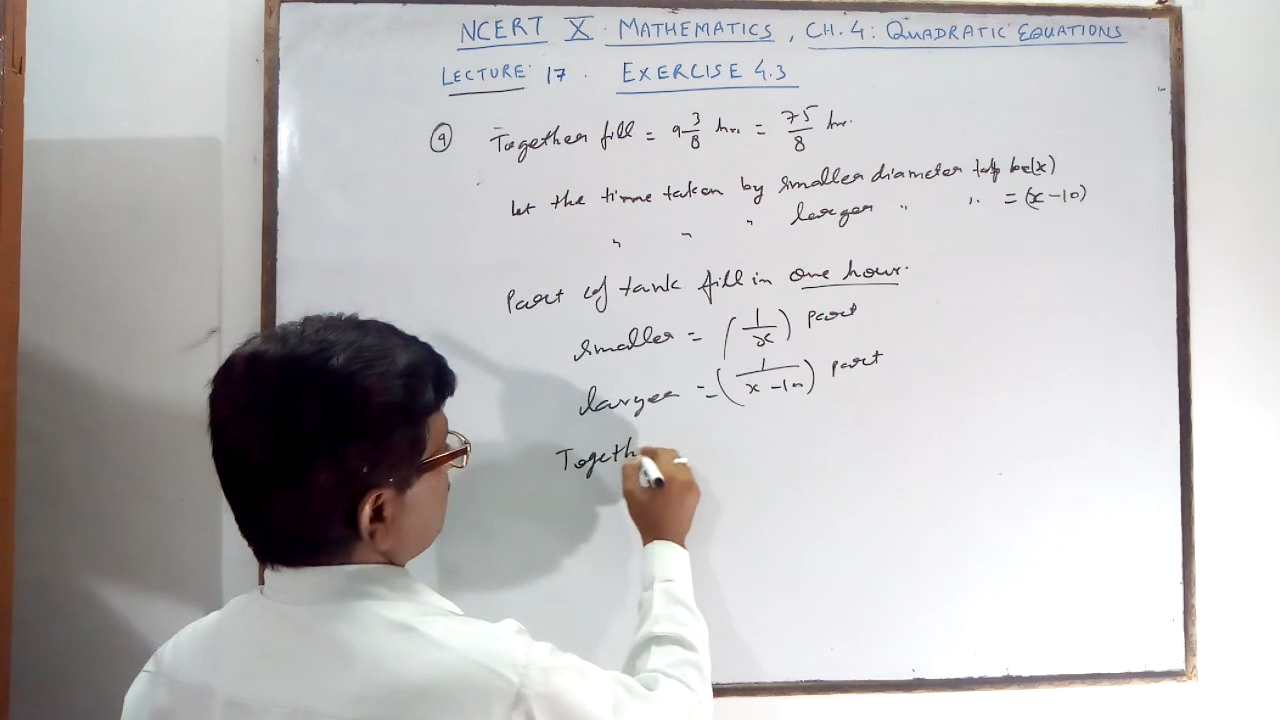 NCERT X MATHEMATICS, CH.4: QUADRATIC EQUATIONS
LECTURE: 17. EXERCISE 4.3
9 Together fill = 9 3/8 hr. = 75/8 hr.
Let the time taken by smaller diameter tap be (x)
" " " larger " " = (x-10)
Part of tank fill in one hour.
Smaller = (1/x) part
larger = (1/x-10) part
Togeth